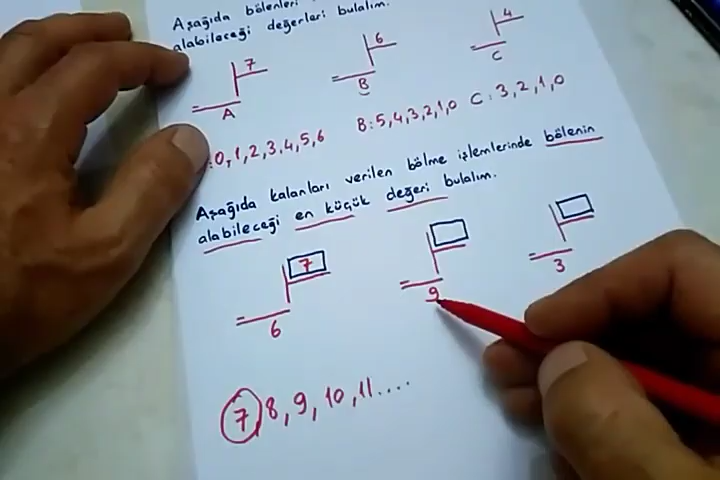 Aşağıda bölenleri
alabileceği değerleri bulalım.
7 6 4
A B C
:0,1,2,3,4,5,6 B:5,4,3,2,1,0 C:3,2,1,0
Aşağıda kalanları verilen bölme işlemlerinde bölenin
alabileceği en küçük değeri bulalım.
7
6 9 3
7,8,9,10,11....